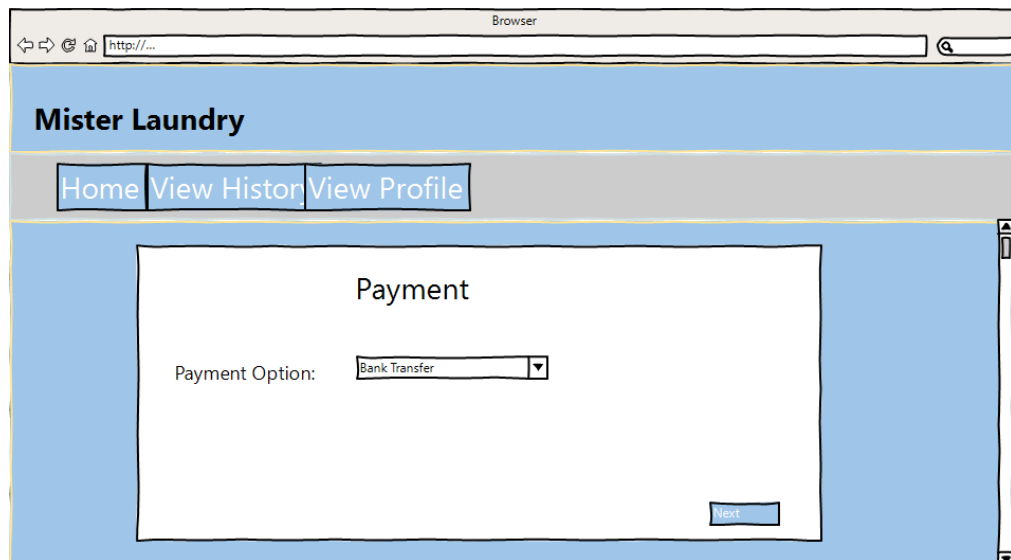 Browser
http://...
Mister Laundry
Home View History View Profile
Payment
Payment Option: Bank Transfer
Next